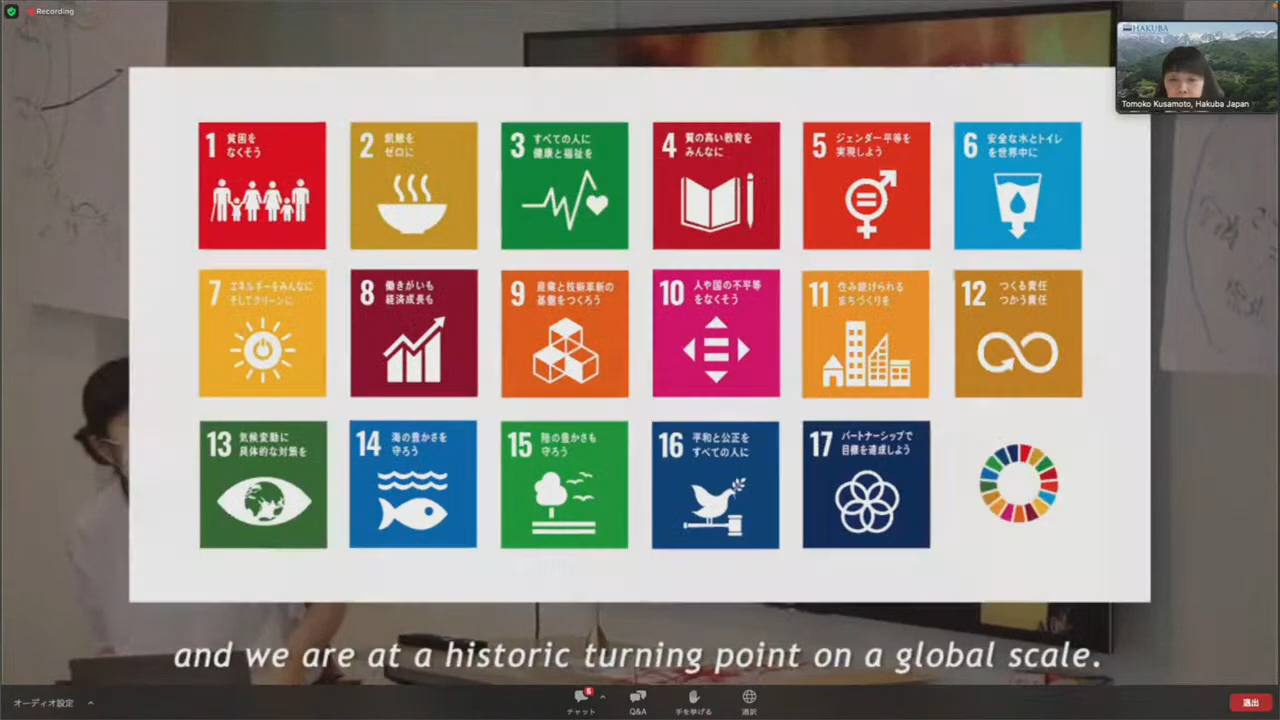 Recording
HAKUBA
Tomoko Kusamoto, Hakuba Japan
1 貧困を
なくそう
2 飢餓を
ゼロに
3 すべての人に
健康と福祉を
4 質の高い教育を
みんなに
5 ジェンダー平等を
実現しよう
6 安全な水とトイレ
を世界中に
7 エネルギーをみんなに
そしてクリーンに
8 働きがいも
経済成長も
9 産業と技術革新の
基盤をつくろう
10 人や国の不平等
をなくそう
11 住み続けられる
まちづくりを
12 つくる責任
つかう責任
13 気候変動に
具体的な対策を
14 海の豊かさを
守ろう
15 陸の豊かさも
守ろう
16 平和と公正を
すべての人に
17 パートナーシップで
目標を達成しよう
and we are at a historic turning point on a global scale.
オーディオ設定
チャット
Q&A
手を挙げる
通訳
退出